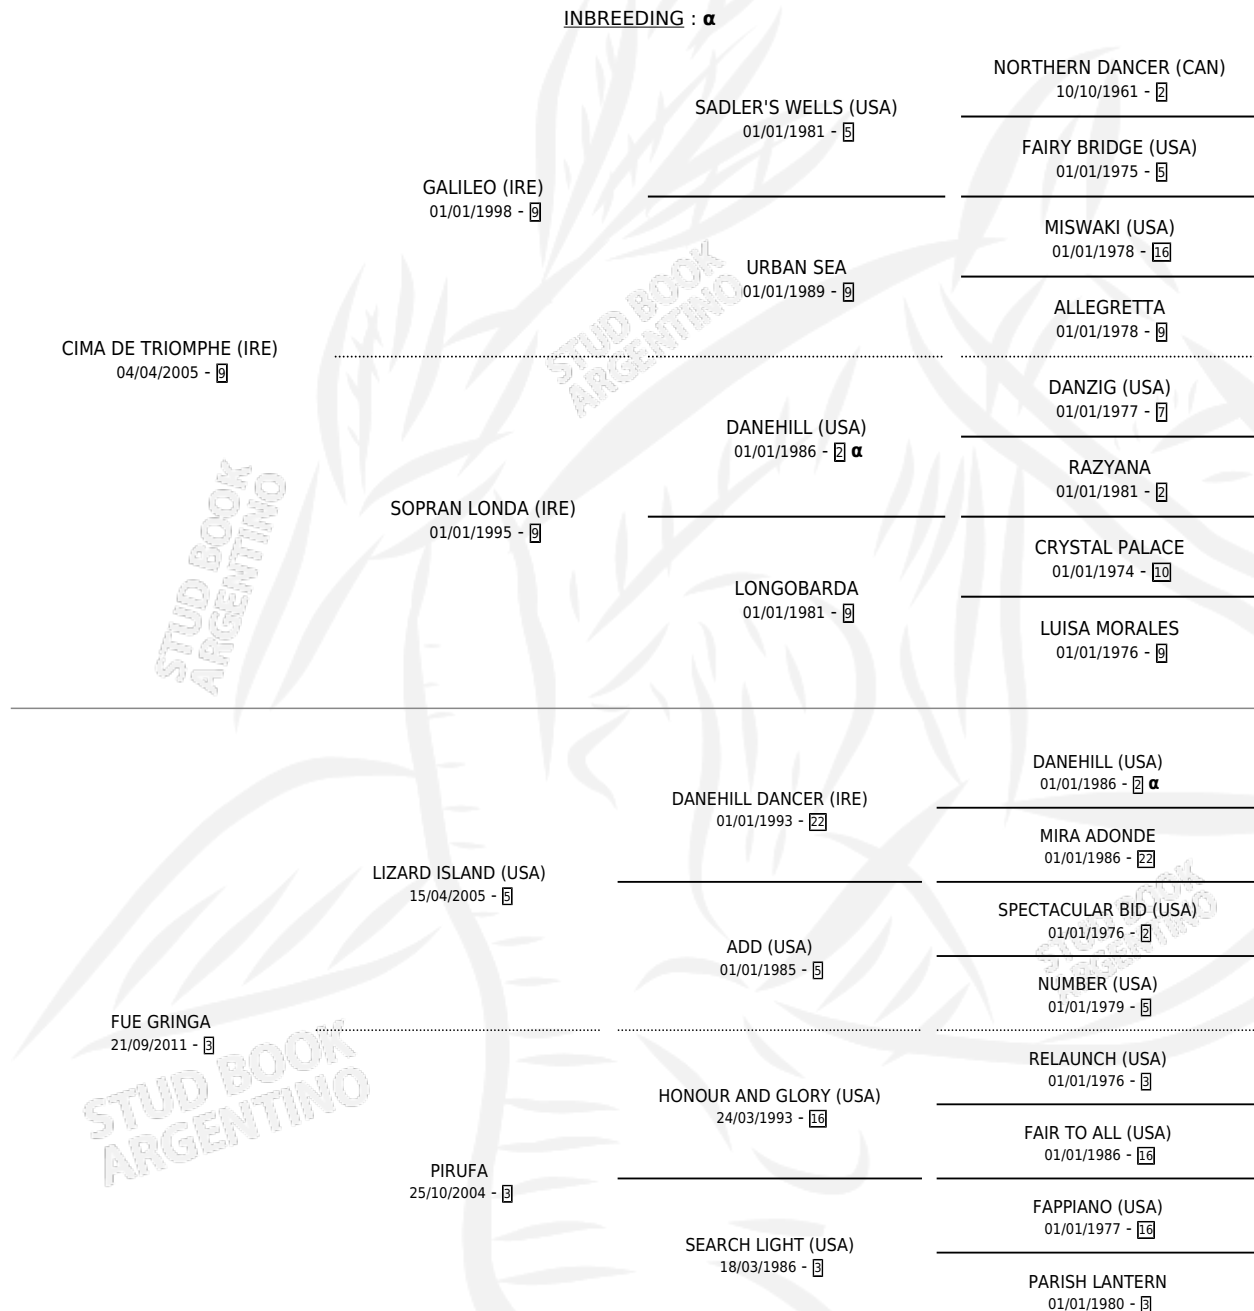 INBREEDING : α
NORTHERN DANCER (CAN)
10/10/1961 - 2
SADLER'S WELLS (USA)
01/01/1981 - 5
FAIRY BRIDGE (USA)
01/01/1975 - 5
GALILEO (IRE)
01/01/1998 - 9
MISWAKI (USA)
01/01/1978 - 16
URBAN SEA
01/01/1989 - 9
ALLEGRETTA
01/01/1978 - 9
CIMA DE TRIOMPHE (IRE)
04/04/2005 - 9
DANZIG (USA)
01/01/1977 - 7
DANEHILL (USA)
01/01/1986 - 2 α
RAZYANA
01/01/1981 - 2
SOPRAN LONDA (IRE)
01/01/1995 - 9
CRYSTAL PALACE
01/01/1974 - 10
LONGOBARDA
01/01/1981 - 9
LUISA MORALES
01/01/1976 - 9
DANEHILL (USA)
01/01/1986 - 2 α
DANEHILL DANCER (IRE)
01/01/1993 - 22
MIRA ADONDE
01/01/1986 - 22
LIZARD ISLAND (USA)
15/04/2005 - 5
SPECTACULAR BID (USA)
01/01/1976 - 2
ADD (USA)
01/01/1985 - 5
NUMBER (USA)
01/01/1979 - 5
FUE GRINGA
21/09/2011 - 3
RELAUNCH (USA)
01/01/1976 - 3
HONOUR AND GLORY (USA)
24/03/1993 - 16
FAIR TO ALL (USA)
01/01/1986 - 16
PIRUFA
25/10/2004 - 3
FAPPIANO (USA)
01/01/1977 - 16
SEARCH LIGHT (USA)
18/03/1986 - 3
PARISH LANTERN
01/01/1980 - 3
STUD BOOK
ARGENTINO
STUD BOOK
ARGENTINO
STUD BOOK
ARGENTINO
STUD BOOK
ARGENTINO